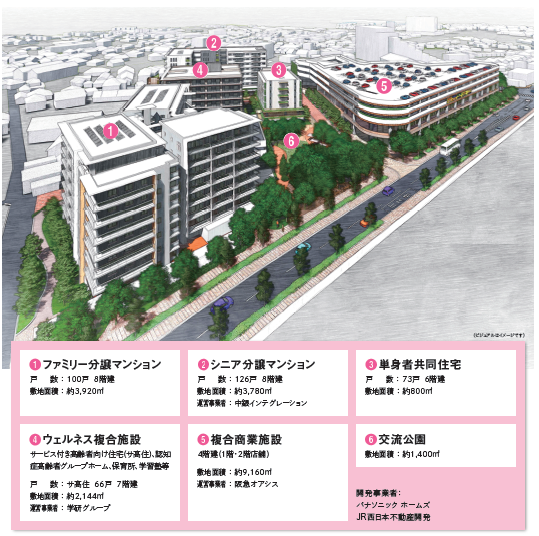 2
4
3
5
1
6
(ビジュアルはイメージです)
1 ファミリー分譲マンション
戸　数：100戸 8階建
敷地面積：約3,920㎡
2 シニア分譲マンション
戸　数：126戸 8階建
敷地面積：約3,780㎡
運営事業者：中銀インテグレーション
3 単身者共同住宅
戸　数：73戸 6階建
敷地面積：約800㎡
4 ウェルネス複合施設
サービス付き高齢者向け住宅(サ高住)、認知
症高齢者グループホーム、保育所、学習塾等
戸　数：サ高住 66戸 7階建
敷地面積：約2,144㎡
運営事業者：学研グループ
5 複合商業施設
4階建(1階・2階店舗)
敷地面積：約9,160㎡
運営事業者：阪急オアシス
6 交流公園
敷地面積：約1,400㎡
開発事業者：
パナソニック ホームズ
JR西日本不動産開発